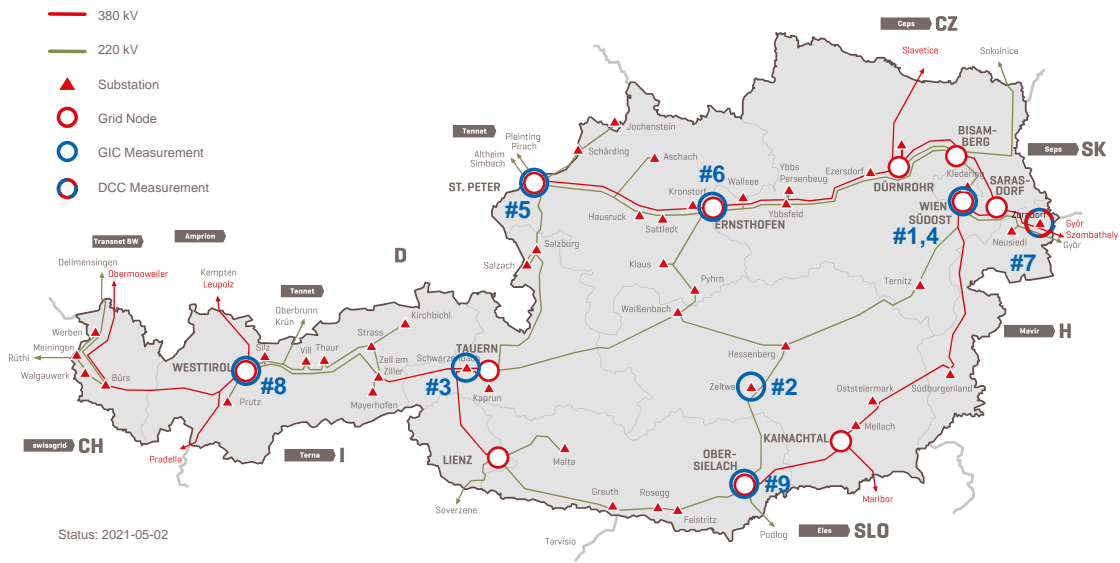 380 kV
220 kV
Substation
Grid Node
GIC Measurement
DCC Measurement
Ceps CZ
Slavetice
Sokolnice
Tennet
Pleinting
Pirach
Altheim
Simbach
Jochenstein
Schärding
Aschach
ST. PETER
#5
Hausruck
Sattledt
Kronstorf
#6
Wallsee
ERNSTHOFEN
Ybbs
Persenbeug
Ybbsfeld
Ezersdorf
DÜRNROHR
BISAM-
BERG
Seps SK
Kledering
SARAS-
DORF
WIEN
SÜDOST
#1,4
Zurndorf
Györ
Szombathely
Györ
Neusiedl
#7
Transnet BW
Amprion
D
Dellmensingen
Obermooweiler
Kempten
Leupolz
Tennet
Oberbrunn
Krün
Salzburg
Salzach
Klaus
Pyhrn
Weißenbach
Ternitz
Mavir H
Werben
Meiningen
Rüthi
Walgauwerk
Bürs
WESTTIROL
#8
Silz
Vill
Thaur
Strass
Kirchbichl
Zell am
Ziller
Mayerhofen
Prutz
TAUERN
Schwarzenbach
#3
Kaprun
Hessenberg
Zeltweg
#2
Oststeiermark
Südburgenland
Mellach
KAINACHTAL
swissgrid CH
Pradella
Terna I
LIENZ
Malta
Soverzene
Greuth
Rosegg
Feistritz
OBER-
SIELACH
#9
Maribor
Podlog
Eles SLO
Tarvisio
Status: 2021-05-02